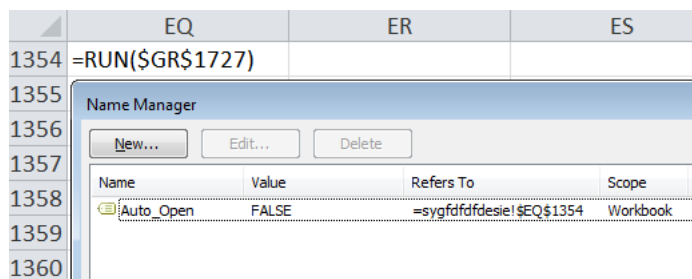 EQ ER ES
1354 =RUN($GR$1727)
1355
Name Manager
1356
New... Edit... Delete
1357
Name Value Refers To Scope
1358
Auto_Open FALSE =sygfdfdfdesie!$EQ$1354 Workbook
1359
1360